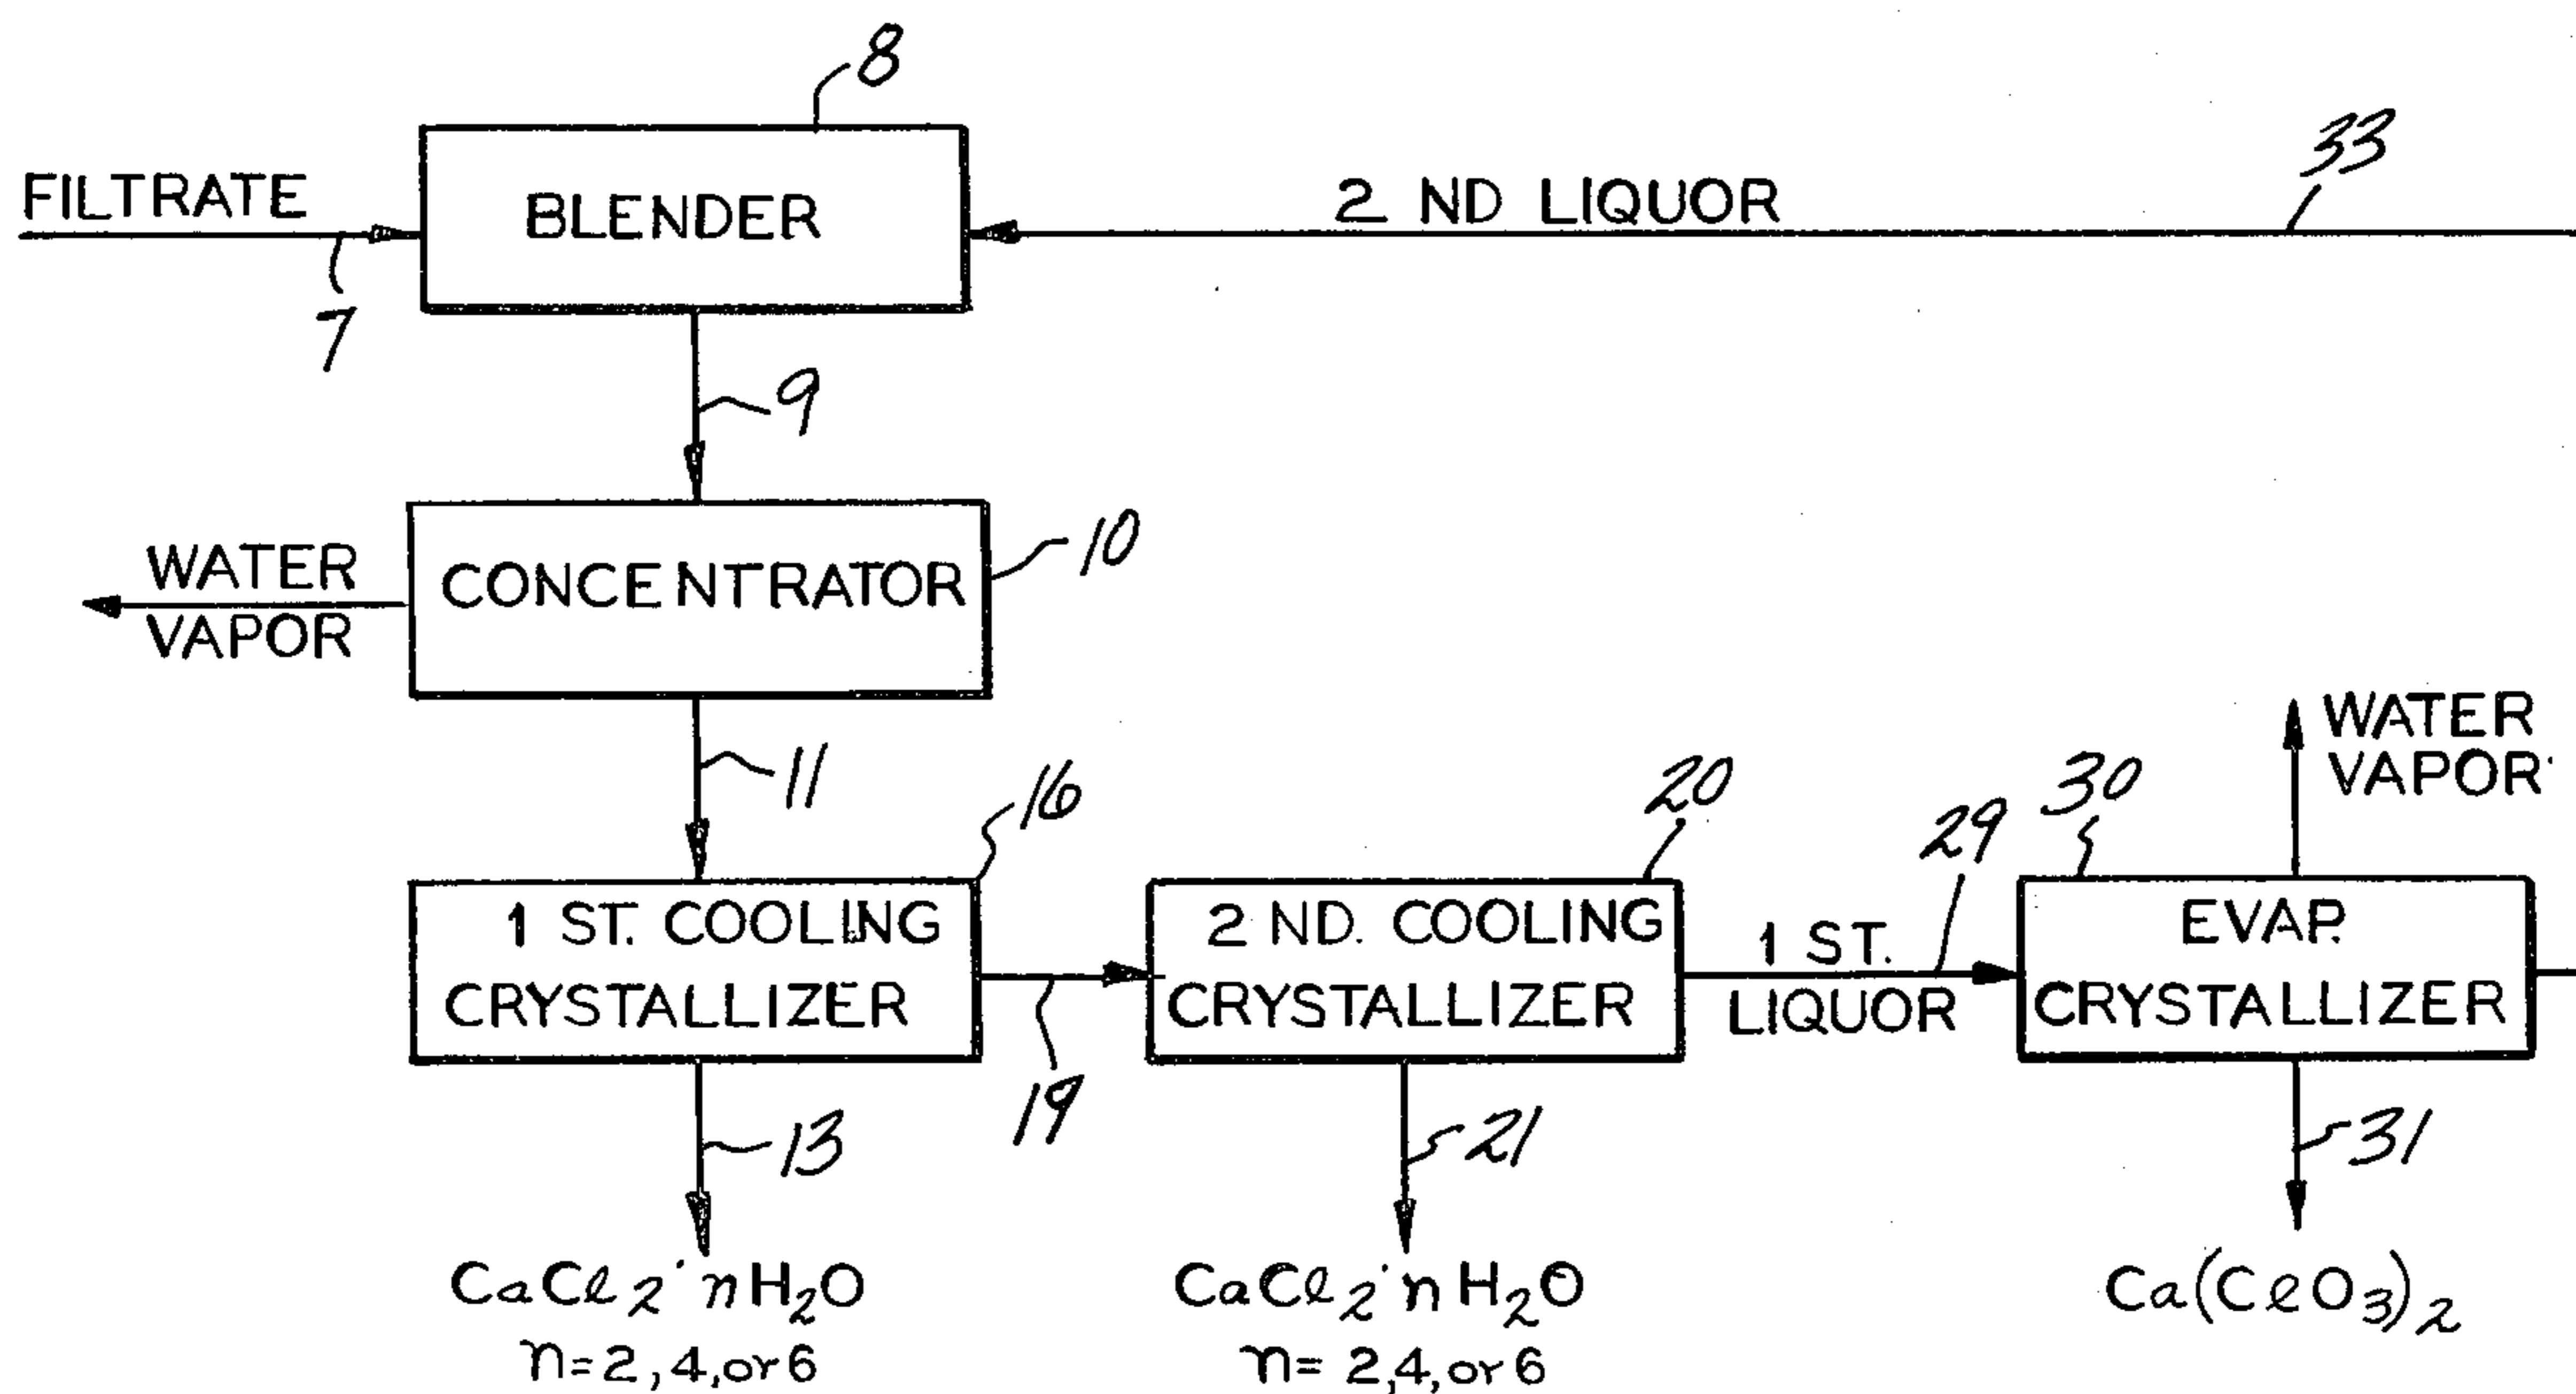 8
33
FILTRATE
BLENDER
2 ND LIQUOR
7
9
WATER
VAPOR
CONCENTRATOR
10
WATER
VAPOR
11
16
20
29
30
1 ST. COOLING
CRYSTALLIZER
2 ND. COOLING
CRYSTALLIZER
1 ST.
LIQUOR
EVAP.
CRYSTALLIZER
13
19
21
31
CaCl₂·nH₂O
n=2,4,or 6
CaCl₂·nH₂O
n= 2,4,or 6
Ca(ClO₃)₂